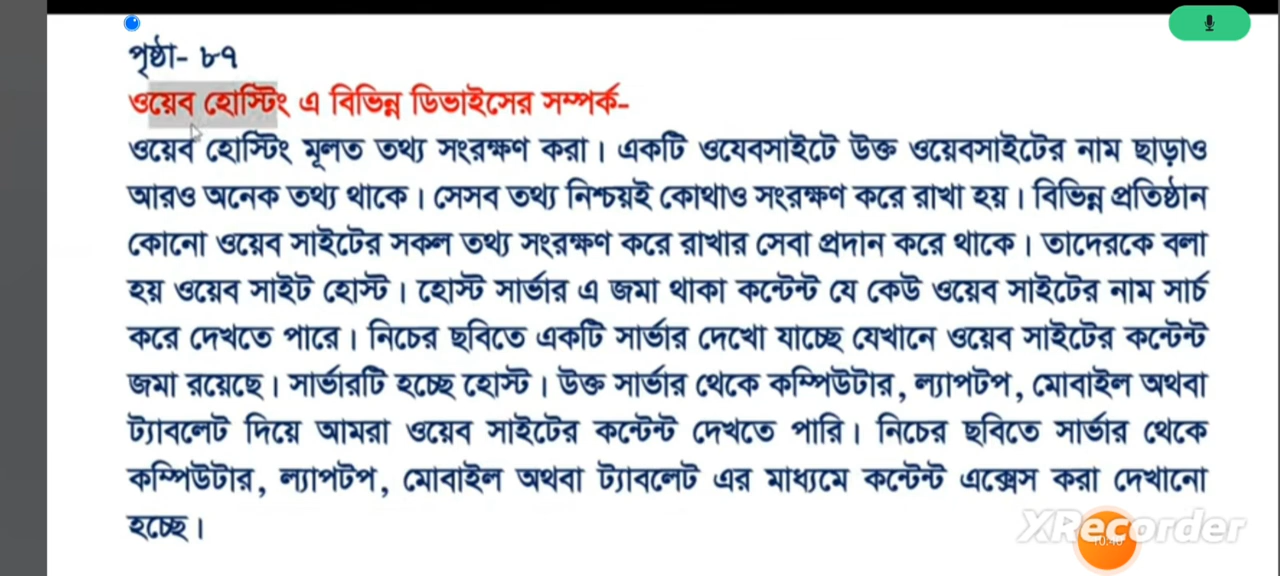 পৃষ্ঠা- ৮৭
ওয়েব হোস্টিং এ বিভিন্ন ডিভাইসের সম্পর্ক-
ওয়েব হোস্টিং মূলত তথ্য সংরক্ষণ করা। একটি ওযেবসাইটে উক্ত ওয়েবসাইটের নাম ছাড়াও
আরও অনেক তথ্য থাকে। সেসব তথ্য নিশ্চয়ই কোথাও সংরক্ষণ করে রাখা হয়। বিভিন্ন প্রতিষ্ঠান
কোনো ওয়েব সাইটের সকল তথ্য সংরক্ষণ করে রাখার সেবা প্রদান করে থাকে। তাদেরকে বলা
হয় ওয়েব সাইট হোস্ট। হোস্ট সার্ভার এ জমা থাকা কন্টেন্ট যে কেউ ওয়েব সাইটের নাম সার্চ
করে দেখতে পারে। নিচের ছবিতে একটি সার্ভার দেখো যাচ্ছে যেখানে ওয়েব সাইটের কন্টেন্ট
জমা রয়েছে। সার্ভারটি হচ্ছে হোস্ট। উক্ত সার্ভার থেকে কম্পিউটার, ল্যাপটপ, মোবাইল অথবা
ট্যাবলেট দিয়ে আমরা ওয়েব সাইটের কন্টেন্ট দেখতে পারি। নিচের ছবিতে সার্ভার থেকে
কম্পিউটার, ল্যাপটপ, মোবাইল অথবা ট্যাবলেট এর মাধ্যমে কন্টেন্ট এক্সেস করা দেখানো
হচ্ছে।
XRecorder